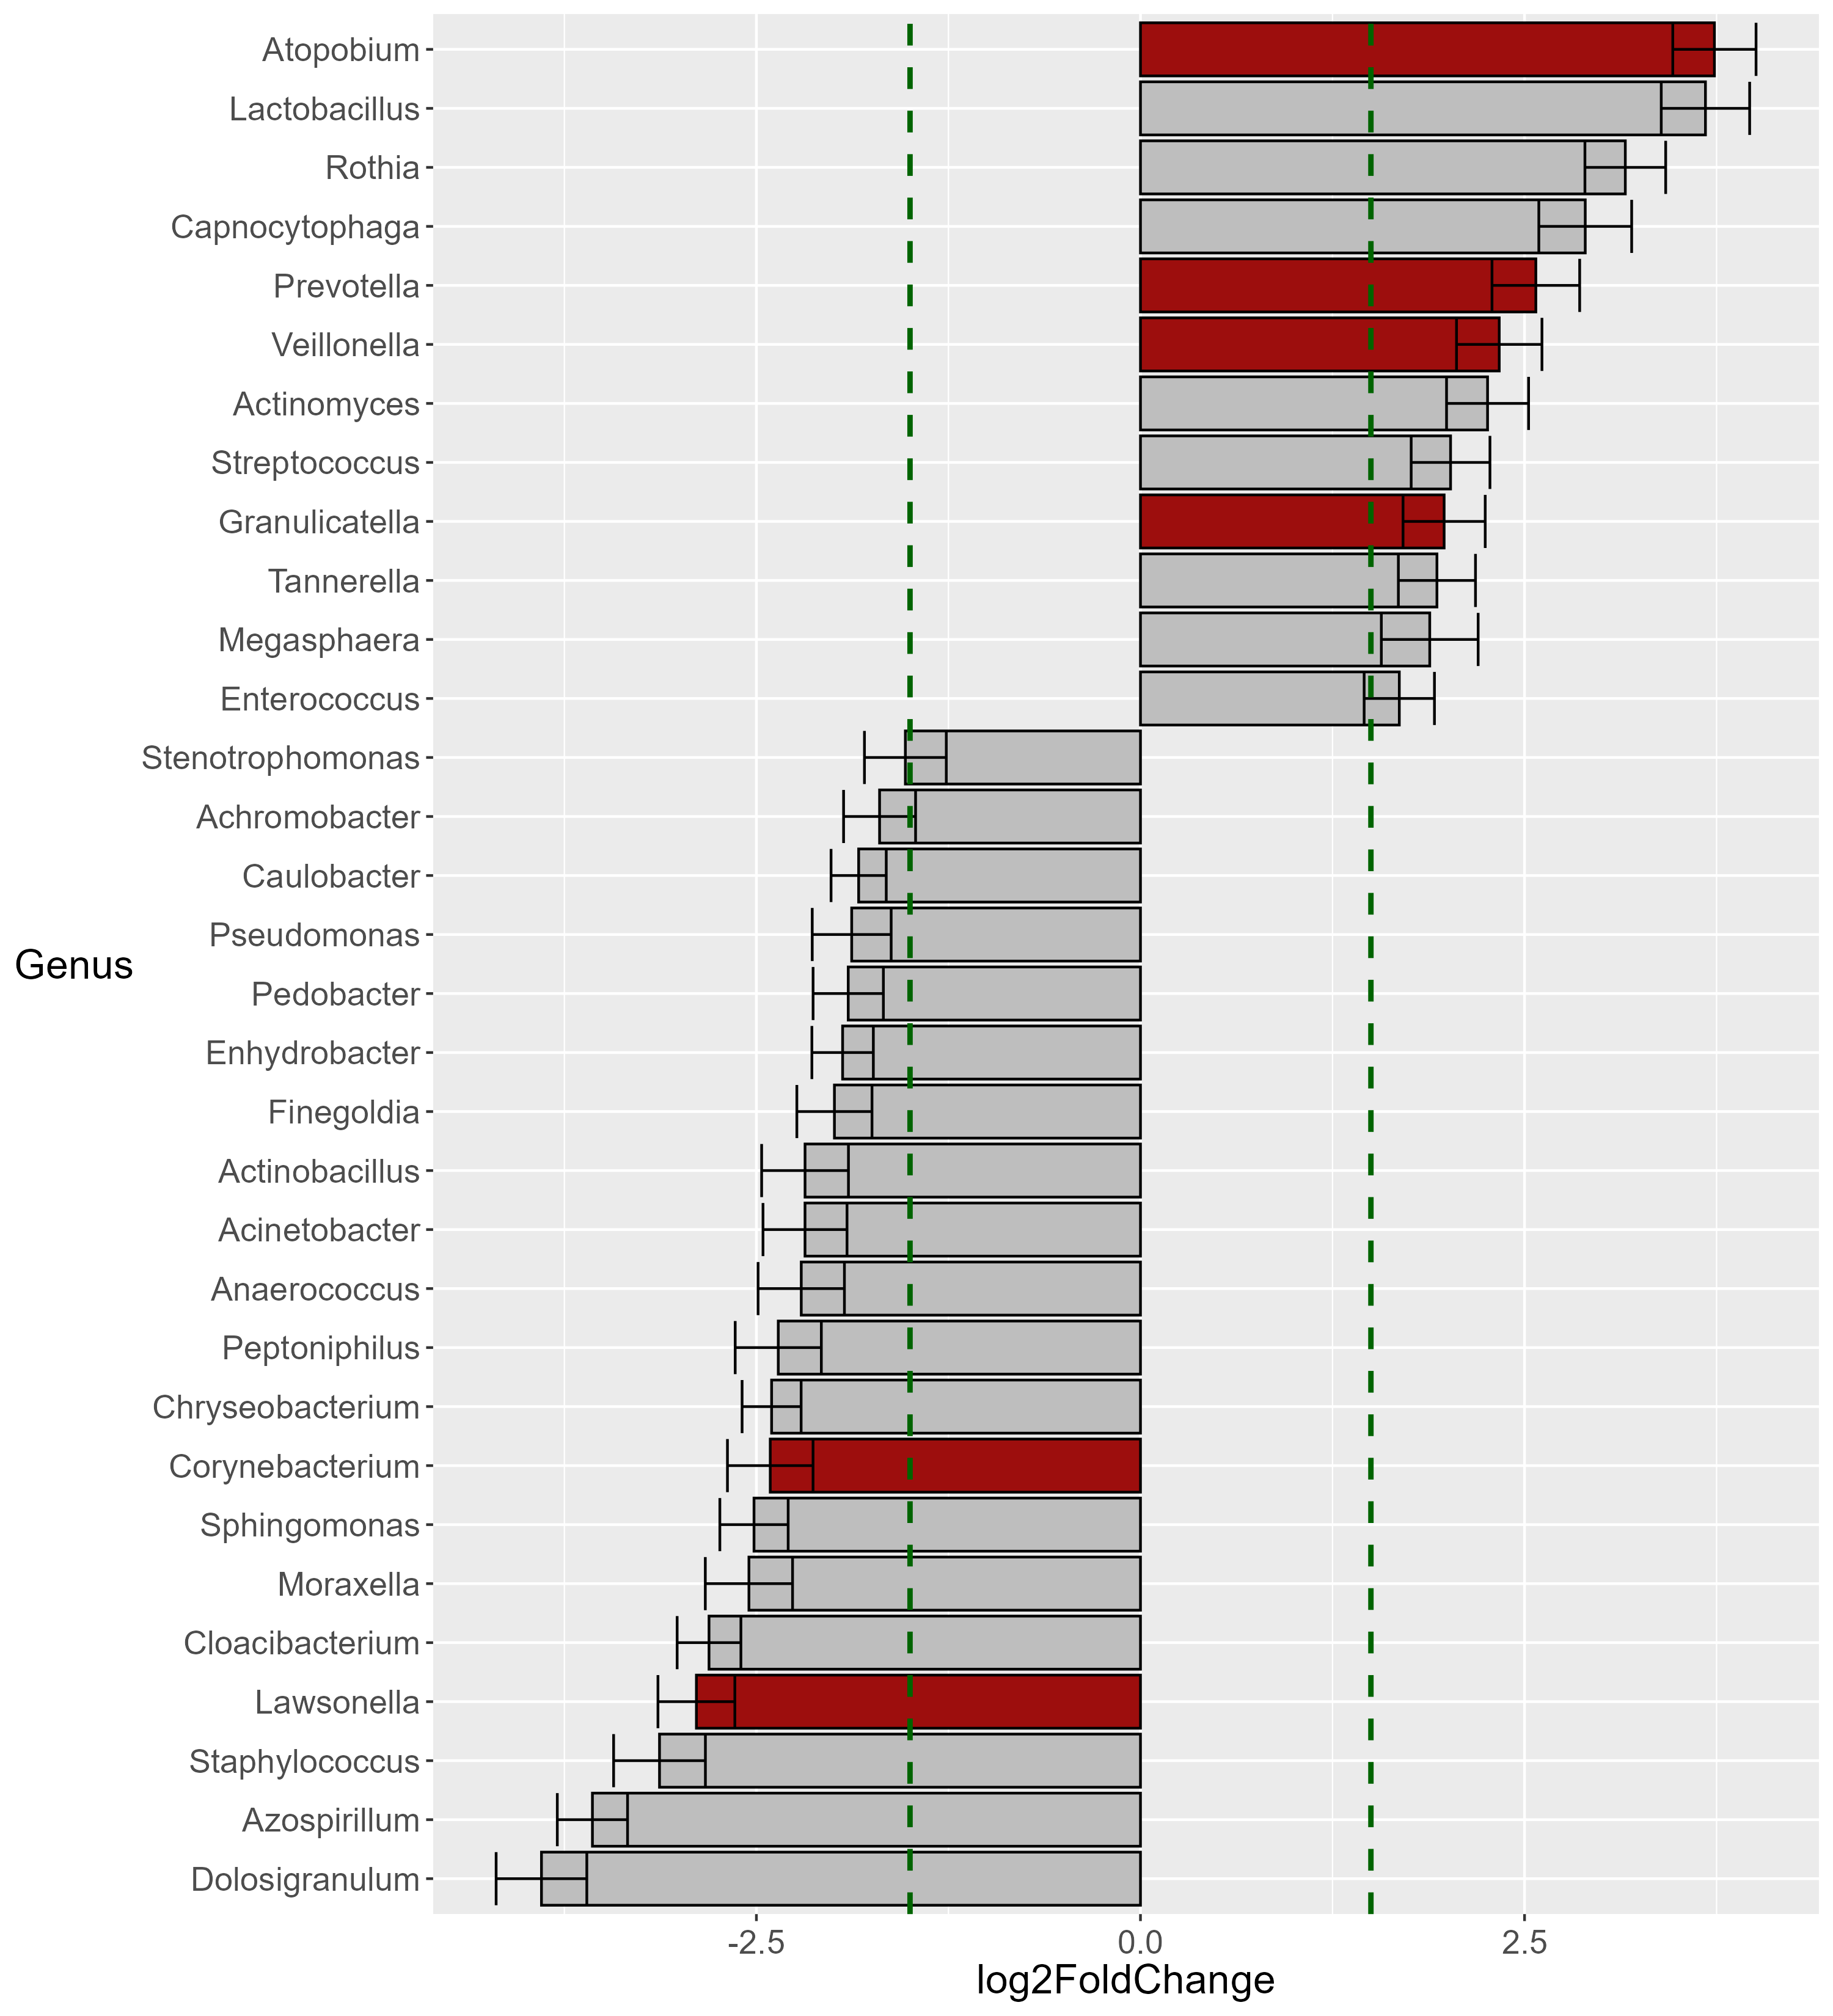 Atopobium
Lactobacillus
Rothia
Capnocytophaga
Prevotella
Veillonella
Actinomyces
Streptococcus
Granulicatella
Tannerella
Megasphaera
Enterococcus
Stenotrophomonas
Achromobacter
Caulobacter
Pseudomonas
Genus
Pedobacter
Enhydrobacter
Finegoldia
Actinobacillus
Acinetobacter
Anaerococcus
Peptoniphilus
Chryseobacterium
Corynebacterium
Sphingomonas
Moraxella
Cloacibacterium
Lawsonella
Staphylococcus
Azospirillum
Dolosigranulum
-2.5 0.0 2.5
log2FoldChange